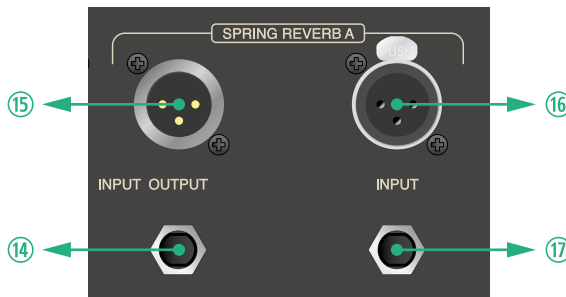 SPRING REVERB A
PUSH
15
16
INPUT OUTPUT
INPUT
14
17